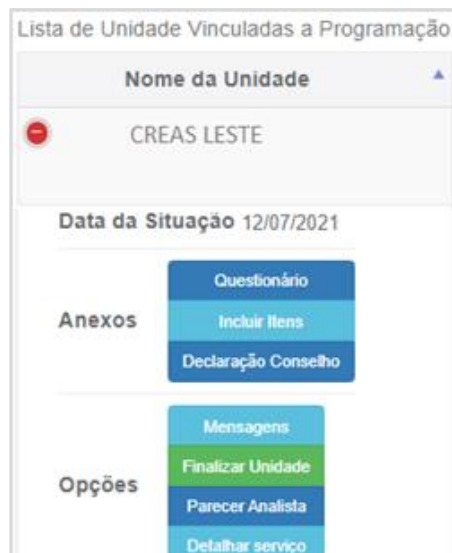 Lista de Unidade Vinculadas a Programação
Nome da Unidade
CREAS LESTE
Data da Situação 12/07/2021
Questionário
Anexos
Incluir Itens
Declaração Conselho
Mensagens
Finalizar Unidade
Opções
Parecer Analista
Detalhar serviço